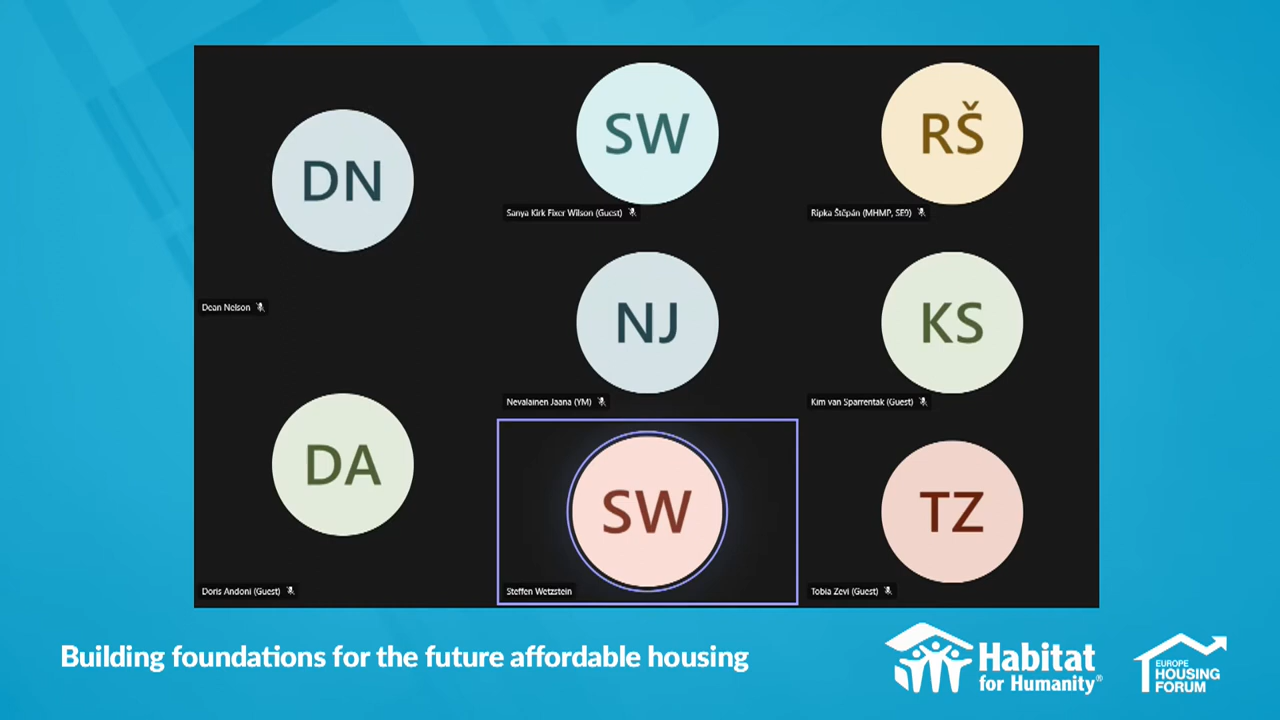 DN
Dean Nelson
SW
Sanya Kirk Fixer Wilson (Guest)
RŠ
Ripka Štěpán (MHMP, SE9)
NJ
Nevalainen Jaana (YM)
KS
Kim van Sparrentak (Guest)
DA
Doris Andoni (Guest)
SW
Steffen Wetzstein
TZ
Tobia Zevi (Guest)
Building foundations for the future affordable housing
Habitat
for Humanity®
EUROPE
HOUSING
FORUM